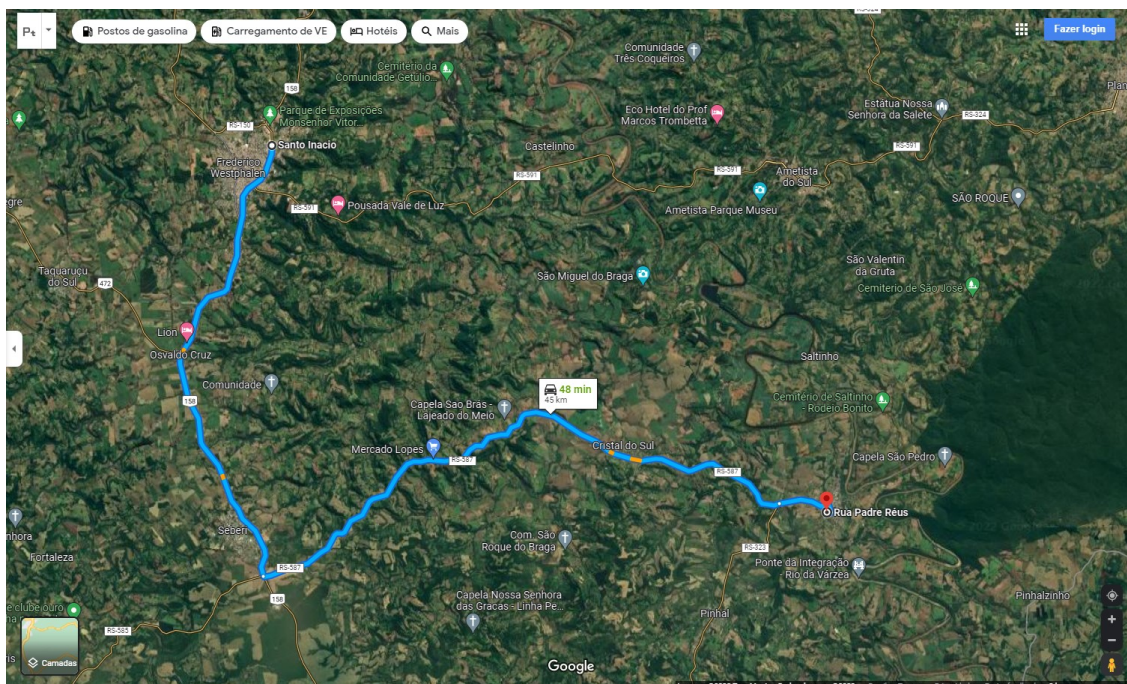 Postos de gasolina
Carregamento de VE
Hotéis
Mais
Fazer login
Comunidade
Três Coqueiros
Cemitério da
Comunidade Getúlio...
158
Parque de Exposições
Monsenhor Vitor...
RS-150
Santo Inacio
Frederico
Westphalen
Eco Hotel do Prof
Marcos Trombetta
Estátua Nossa
Senhora da Salete
RS-324
RS-591
Castelinho
RS-591
RS-591
Ametista
do Sul
Ametista Parque Museu
SÃO ROQUE
RS-591
Pousada Vale de Luz
Taquaruçu
do Sul
472
São Miguel do Braga
São Valentin
da Gruta
Cemitério de São José
Lion
Osvaldo Cruz
Saltinho
Comunidade
158
48 min
45 km
Capela Sao Brás -
Lajeado do Meio
Cemitério de Saltinho
- Rodeio Bonito
Mercado Lopes
RS-587
Cristal do Sul
RS-587
Capela São Pedro
Rua Padre Réus
Seberi
Com. São
Roque do Braga
RS-323
Ponte da Integração
- Rio da Várzea
Fortaleza
RS-587
158
Capela Nossa Senhora
das Graças - Linha Pe...
Pinhal
Pinhalzinho
RS-585
Camadas
Google